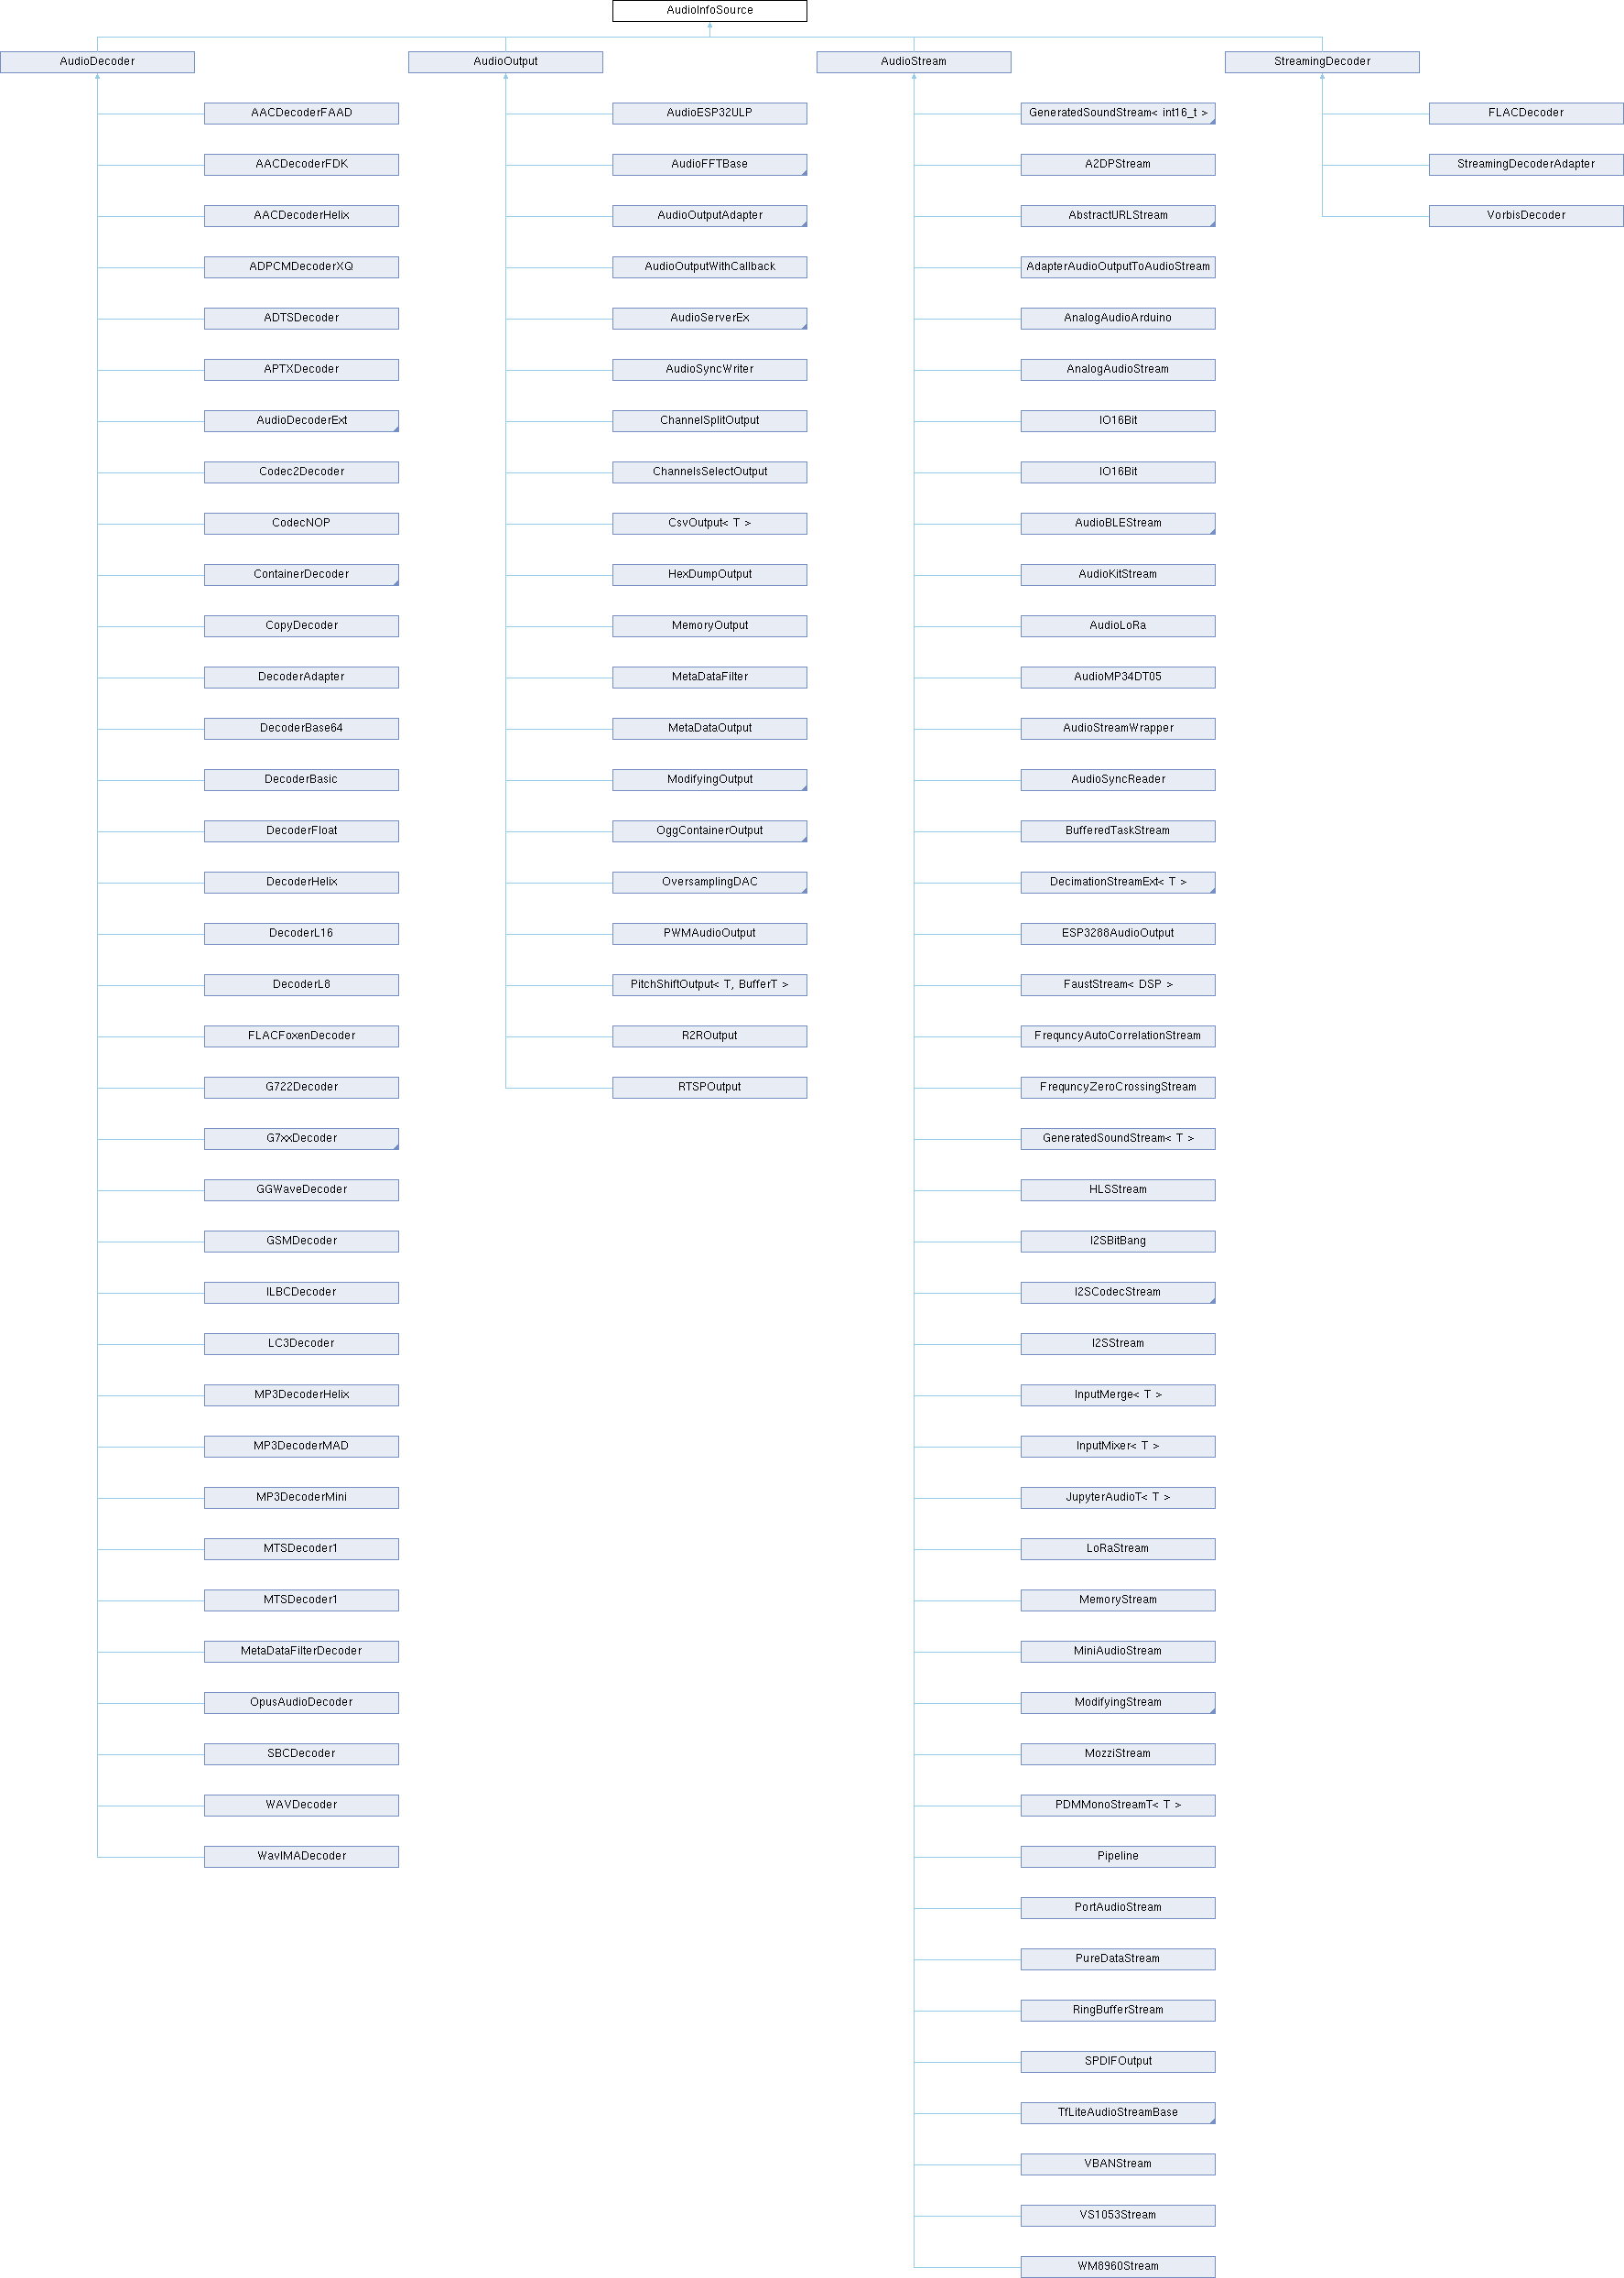 AudioInfoSource
AudioDecoder
AudioOutput
AudioStream
StreamingDecoder
AACDecoderFAAD
AACDecoderFDK
AACDecoderHelix
ADPCMDecoderXQ
ADTSDecoder
APTXDecoder
AudioDecoderExt
Codec2Decoder
CodecNOP
ContainerDecoder
CopyDecoder
DecoderAdapter
DecoderBase64
DecoderBasic
DecoderFloat
DecoderHelix
DecoderL16
DecoderL8
FLACFoxenDecoder
G722Decoder
G7xxDecoder
GGWaveDecoder
GSMDecoder
ILBCDecoder
LC3Decoder
MP3DecoderHelix
MP3DecoderMAD
MP3DecoderMini
MTSDecoder1
MTSDecoder1
MetaDataFilterDecoder
OpusAudioDecoder
SBCDecoder
WAVDecoder
WavIMADecoder
AudioESP32ULP
AudioFFTBase
AudioOutputAdapter
AudioOutputWithCallback
AudioServerEx
AudioSyncWriter
ChannelSplitOutput
ChannelsSelectOutput
CsvOutput< T >
HexDumpOutput
MemoryOutput
MetaDataFilter
MetaDataOutput
ModifyingOutput
OggContainerOutput
OversamplingDAC
PWMAudioOutput
PitchShiftOutput< T, BufferT >
R2ROutput
RTSPOutput
GeneratedSoundStream< int16_t >
A2DPStream
AbstractURLStream
AdapterAudioOutputToAudioStream
AnalogAudioArduino
AnalogAudioStream
IO16Bit
IO16Bit
AudioBLEStream
AudioKitStream
AudioLoRa
AudioMP34DT05
AudioStreamWrapper
AudioSyncReader
BufferedTaskStream
DecimationStreamExt< T >
ESP3288AudioOutput
FaustStream< DSP >
FrequncyAutoCorrelationStream
FrequncyZeroCrossingStream
GeneratedSoundStream< T >
HLSStream
I2SBitBang
I2SCodecStream
I2SStream
InputMerge< T >
InputMixer< T >
JupyterAudioT< T >
LoRaStream
MemoryStream
MiniAudioStream
ModifyingStream
MozziStream
PDMMonoStreamT< T >
Pipeline
PortAudioStream
PureDataStream
RingBufferStream
SPDIFOutput
TfLiteAudioStreamBase
VBANStream
VS1053Stream
WM8960Stream
FLACDecoder
StreamingDecoderAdapter
VorbisDecoder